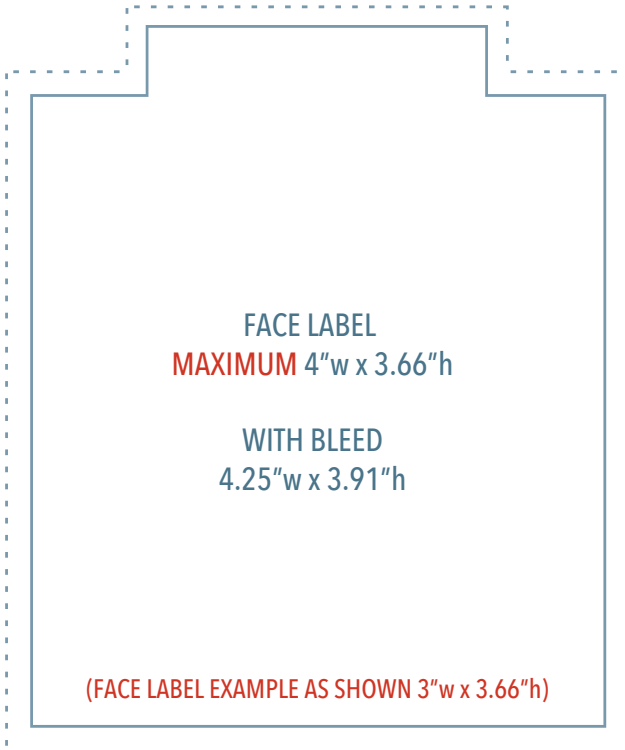 FACE LABEL
MAXIMUM 4"w x 3.66"h
WITH BLEED
4.25"w x 3.91"h
(FACE LABEL EXAMPLE AS SHOWN 3"w x 3.66"h)